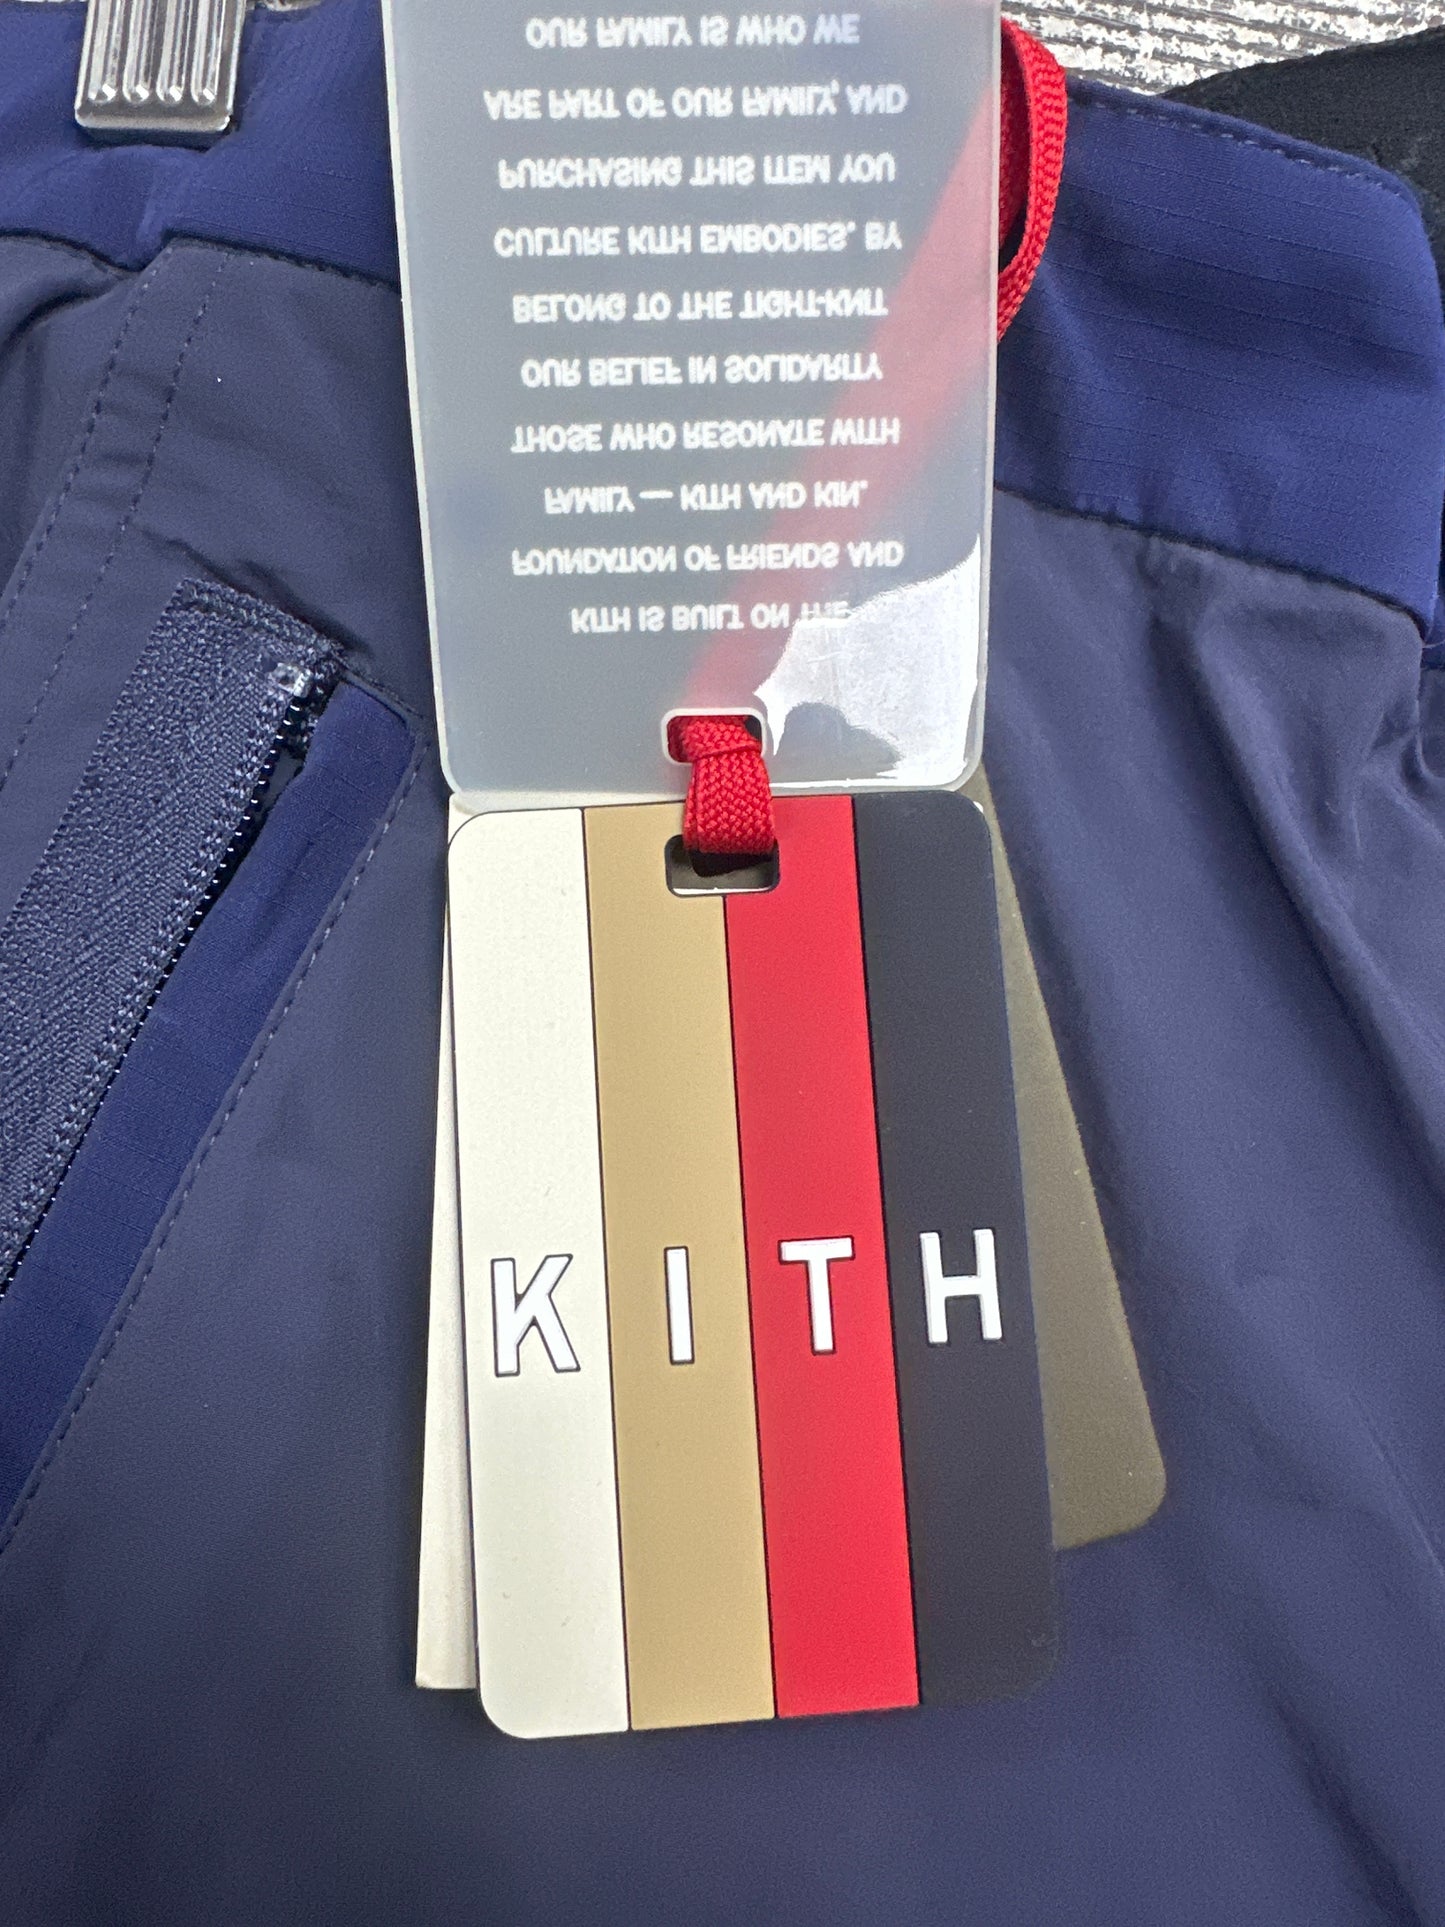 KITH IS BUILT ON THE
FOUNDATION OF FRIENDS AND
FAMILY — KITH AND KIN.
THOSE WHO RESONATE WITH
OUR BELIEF IN SOLIDARITY
BELONG TO THE TIGHT-KNIT
CULTURE KITH EMBODIES. BY
PURCHASING THIS ITEM YOU
ARE PART OF OUR FAMILY, AND
OUR FAMILY IS WHO WE
KITH